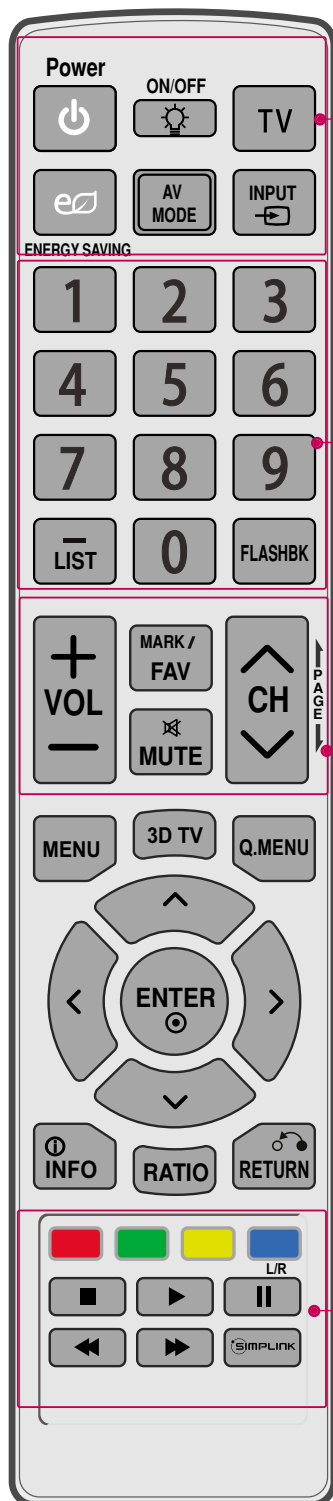 Power
ON/OFF
TV
AV
MODE
INPUT
ENERGY SAVING
1 2 3
4 5 6
7 8 9
LIST 0 FLASHBK
VOL
MARK /
FAV
MUTE
CH
PAGE
MENU
3D TV
Q.MENU
ENTER
INFO
RATIO
RETURN
L/R
SIMPLINK